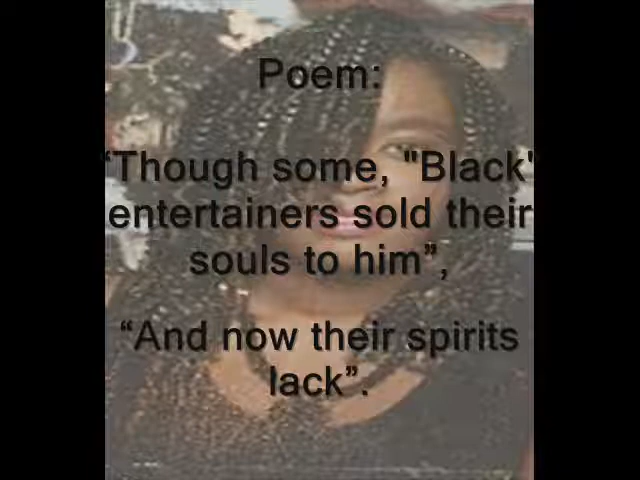 Poem:
“Though some, "Black"
entertainers sold their
souls to him”,
“And now their spirits
lack”.